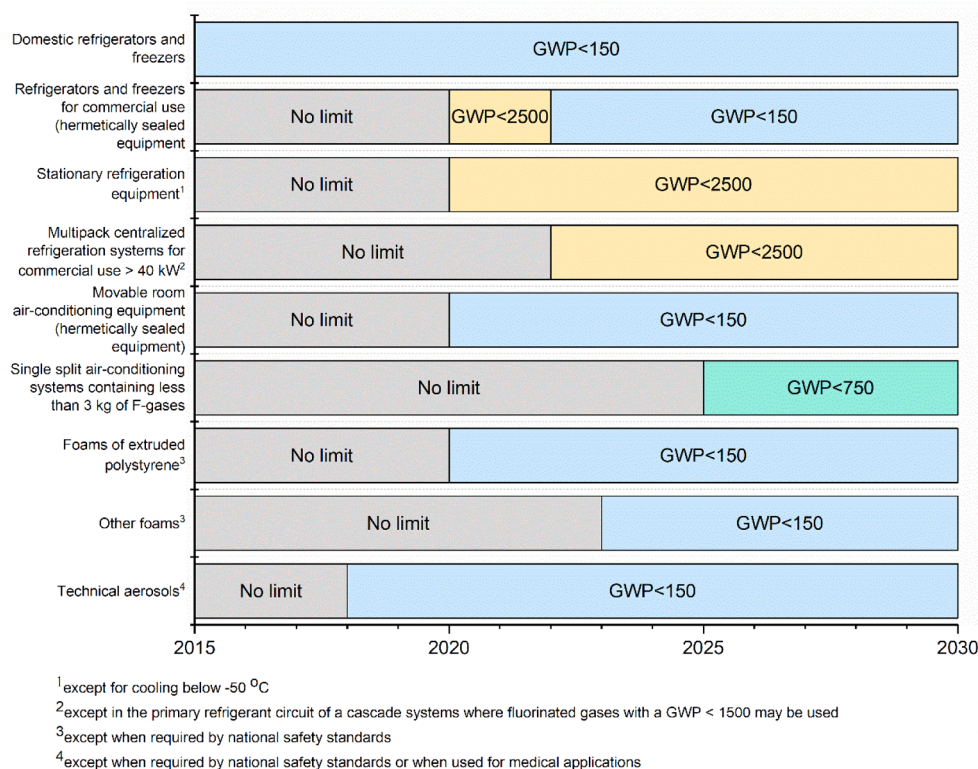 Domestic refrigerators and
freezers
GWP<150
Refrigerators and freezers
for commercial use
(hermetically sealed
equipment
No limit
GWP<2500
GWP<150
Stationary refrigeration
equipment¹
No limit
GWP<2500
Multipack centralized
refrigeration systems for
commercial use > 40 kW²
No limit
GWP<2500
Movable room
air-conditioning equipment
(hermetically sealed
equipment)
No limit
GWP<150
Single split air-conditioning
systems containing less
than 3 kg of F-gases
No limit
GWP<750
Foams of extruded
polystyrene³
No limit
GWP<150
Other foams³
No limit
GWP<150
Technical aerosols⁴
No limit
GWP<150
2015
2020
2025
2030
¹except for cooling below -50 ⁰C
²except in the primary refrigerant circuit of a cascade systems where fluorinated gases with a GWP < 1500 may be used
³except when required by national safety standards
⁴except when required by national safety standards or when used for medical applications